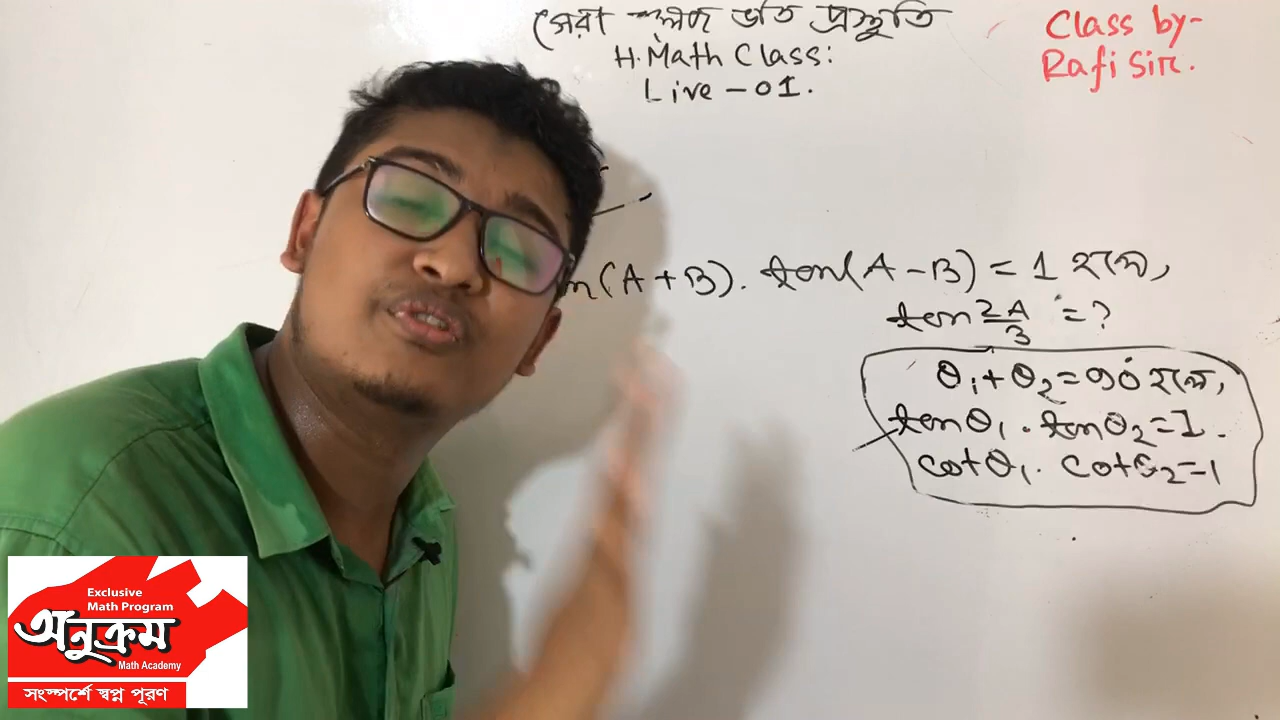 সেরা ভর্তি প্রস্তুতি
H.Math Class:
Live - 01.
Class by-
Rafi Sir.
n(A+B). tan(A-B) = 1 হলে,
tan 2A/3 = ?
θ₁+θ₂=90° হলে,
tanθ₁. tanθ₂=1.
cotθ₁. cotθ₂=1
Exclusive
Math Program
অনুক্রম
Math Academy
সংস্পর্শে স্বপ্ন পূরণ